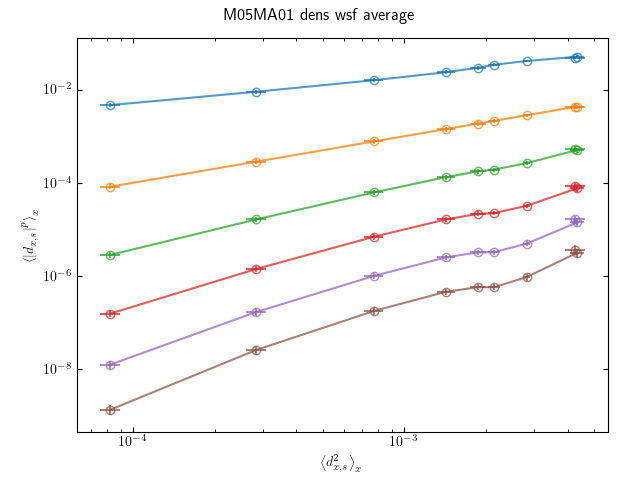 M05MA01 dens wsf average
⟨|d_{x,s}|^p⟩_x
10^{-2}
10^{-4}
10^{-6}
10^{-8}
10^{-4}
10^{-3}
⟨d^2_{x,s}⟩_x